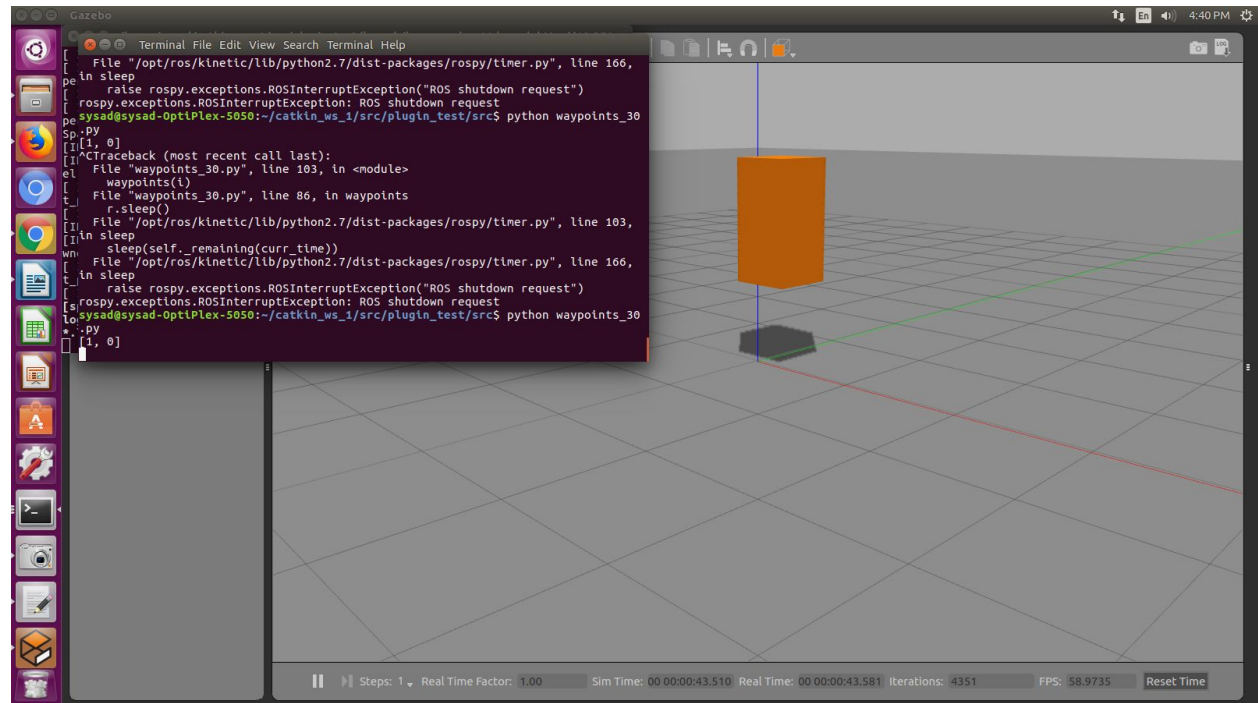 Gazebo
En
4:40 PM
Terminal File Edit View Search Terminal Help
File "/opt/ros/kinetic/lib/python2.7/dist-packages/rospy/timer.py", line 166,
in sleep
raise rospy.exceptions.ROSInterruptException("ROS shutdown request")
rospy.exceptions.ROSInterruptException: ROS shutdown request
sysad@sysad-OptiPlex-5050:~/catkin_ws_1/src/plugin_test/src$ python waypoints_30
.py
[1, 0]
^CTraceback (most recent call last):
File "waypoints_30.py", line 103, in <module>
waypoints(i)
File "waypoints_30.py", line 86, in waypoints
r.sleep()
File "/opt/ros/kinetic/lib/python2.7/dist-packages/rospy/timer.py", line 103,
in sleep
sleep(self._remaining(curr_time))
File "/opt/ros/kinetic/lib/python2.7/dist-packages/rospy/timer.py", line 166,
in sleep
raise rospy.exceptions.ROSInterruptException("ROS shutdown request")
rospy.exceptions.ROSInterruptException: ROS shutdown request
sysad@sysad-OptiPlex-5050:~/catkin_ws_1/src/plugin_test/src$ python waypoints_30
.py
[1, 0]
Steps: 1 Real Time Factor: 1.00 Sim Time: 00 00:00:43.510 Real Time: 00 00:00:43.581 Iterations: 4351 FPS: 58.9735 Reset Time